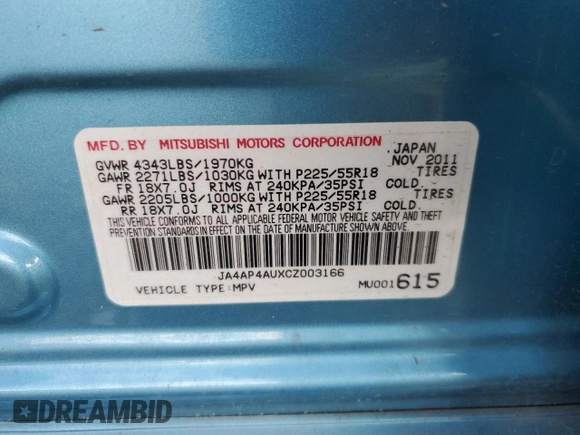 MFD. BY MITSUBISHI MOTORS CORPORATION JAPAN
GVWR 4343LBS/1970KG NOV 2011
GAWR 2271LBS/1030KG WITH P225/55R18 TIRES
FR 18X7.0J RIMS AT 240KPA/35PSI COLD.
GAWR 2205LBS/1000KG WITH P225/55R18 TIRES
RR 18X7.0J RIMS AT 240KPA/35PSI COLD.
THIS VEHICLE CONFORMS TO ALL APPLICABLE FEDERAL MOTOR VEHICLE SAFETY AND THEFT
PREVENTION STANDARDS IN EFFECT ON THE DATE OF MANUFACTURE SHOWN ABOVE.
JA4AP4AUXCZ003166
VEHICLE TYPE:MPV MU001615
DREAMBID